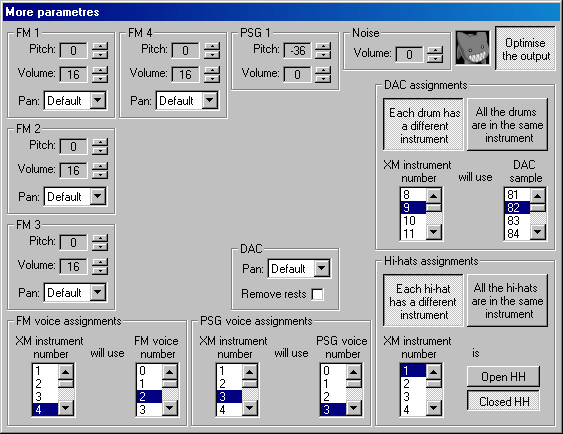 More parametres
FM 1
Pitch: 0
Volume: 16
Pan: Default
FM 4
Pitch: 0
Volume: 16
Pan: Default
PSG 1
Pitch: -36
Volume: 0
Noise
Volume: 0
Optimise
the output
FM 2
Pitch: 0
Volume: 16
Pan: Default
FM 3
Pitch: 0
Volume: 16
Pan: Default
DAC
Pan: Default
Remove rests
DAC assignments
Each drum has
a different
instrument
All the drums
are in the same
instrument
XM instrument
number
will use
DAC
sample
8
9
10
11
81
82
83
84
Hi-hats assignments
Each hi-hat
has a different
instrument
All the hi-hats
are in the same
instrument
XM instrument
number
is
1
2
3
4
Open HH
Closed HH
FM voice assignments
XM instrument
number
will use
FM voice
number
1
2
3
4
0
1
2
3
PSG voice assignments
XM instrument
number
will use
PSG voice
number
1
2
3
4
0
1
2
3